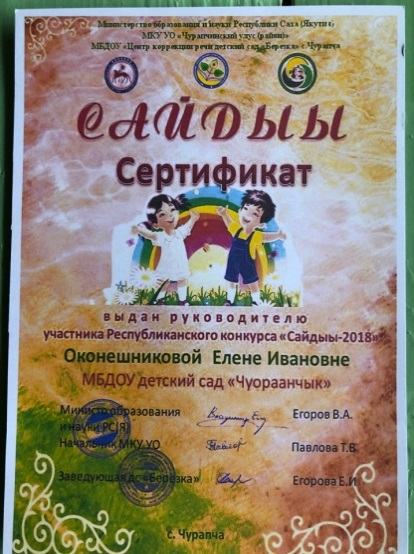 Министерство образования и науки Республики Саха (Якутия)
МКУ УО «Чурапчинский улус (район)»
МБДОУ «Центр коррекции речи детский сад «Березка» с.Чурапча
САЙДЫЫ
Сертификат
выдан руководителю
участника Республиканского конкурса «Сайдыы-2018»
Оконешниковой Елене Ивановне
МБДОУ детский сад «Чуораанчык»
Министр образования
и науки РС(Я)
Егоров В.А.
Начальник МКУ УО
Павлова Т.В
Заведующая д/с «Березка»
Егорова Е.И
с. Чурапча